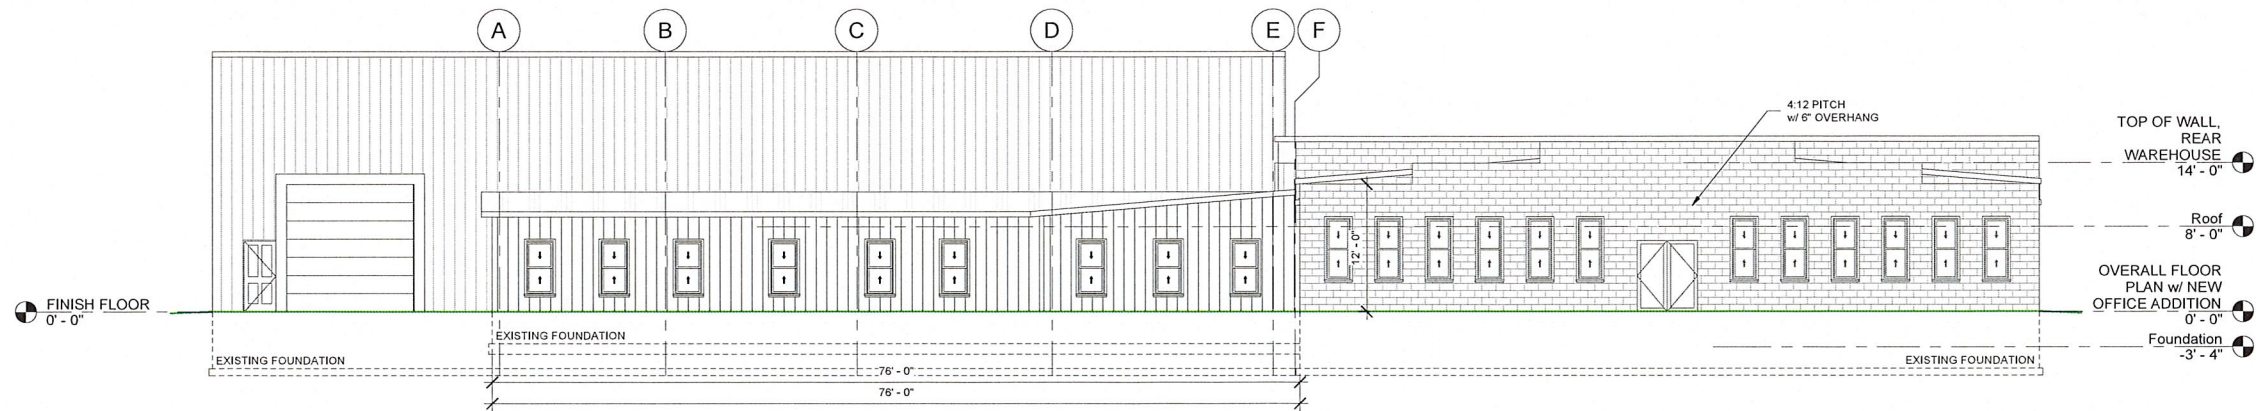 A
B
C
D
E
F
4:12 PITCH
w/ 6" OVERHANG
TOP OF WALL,
REAR
WAREHOUSE
14' - 0"
Roof
8' - 0"
12' - 0"
OVERALL FLOOR
PLAN w/ NEW
OFFICE ADDITION
0' - 0"
FINISH FLOOR
0' - 0"
Foundation
-3' - 4"
EXISTING FOUNDATION
EXISTING FOUNDATION
EXISTING FOUNDATION
76' - 0"
76' - 0"